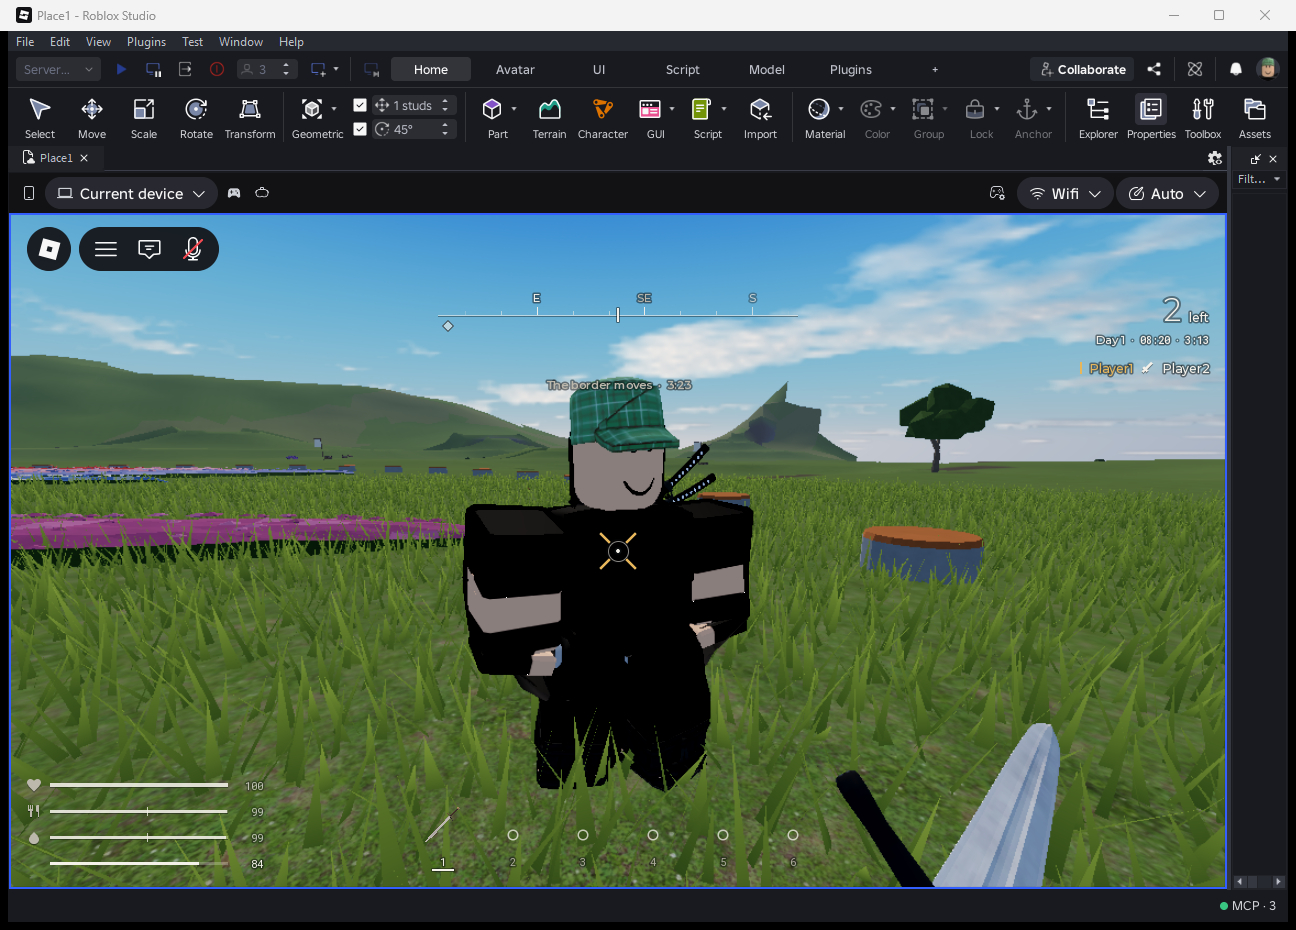 Place1 - Roblox Studio
File Edit View Plugins Test Window Help
Server... 3 Home Avatar UI Script Model Plugins + Collaborate
1 studs
45°
Select Move Scale Rotate Transform Geometric Part Terrain Character GUI Script Import Material Color Group Lock Anchor Explorer Properties Toolbox Assets
Place1
Filt...
Current device Wifi Auto
E SE S
2 left
Day 1 · 08:20 · 3:13
Player1 Player2
The border moves · 3:23
100
99
99
84
1 2 3 4 5 6
MCP · 3